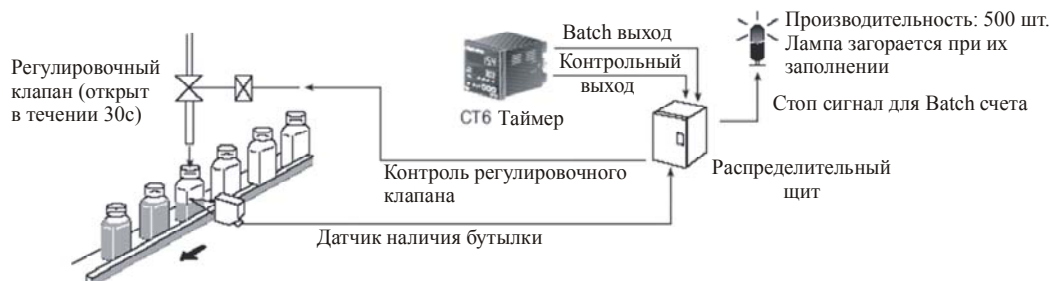 Регулировочный
клапан (открыт
в течении 30с)
Batch выход
Контрольный
выход
СТ6 Таймер
Производительность: 500 шт.
Лампа загорается при их
заполнении
Стоп сигнал для Batch счета
Распределительный
щит
Контроль регулировочного
клапана
Датчик наличия бутылки